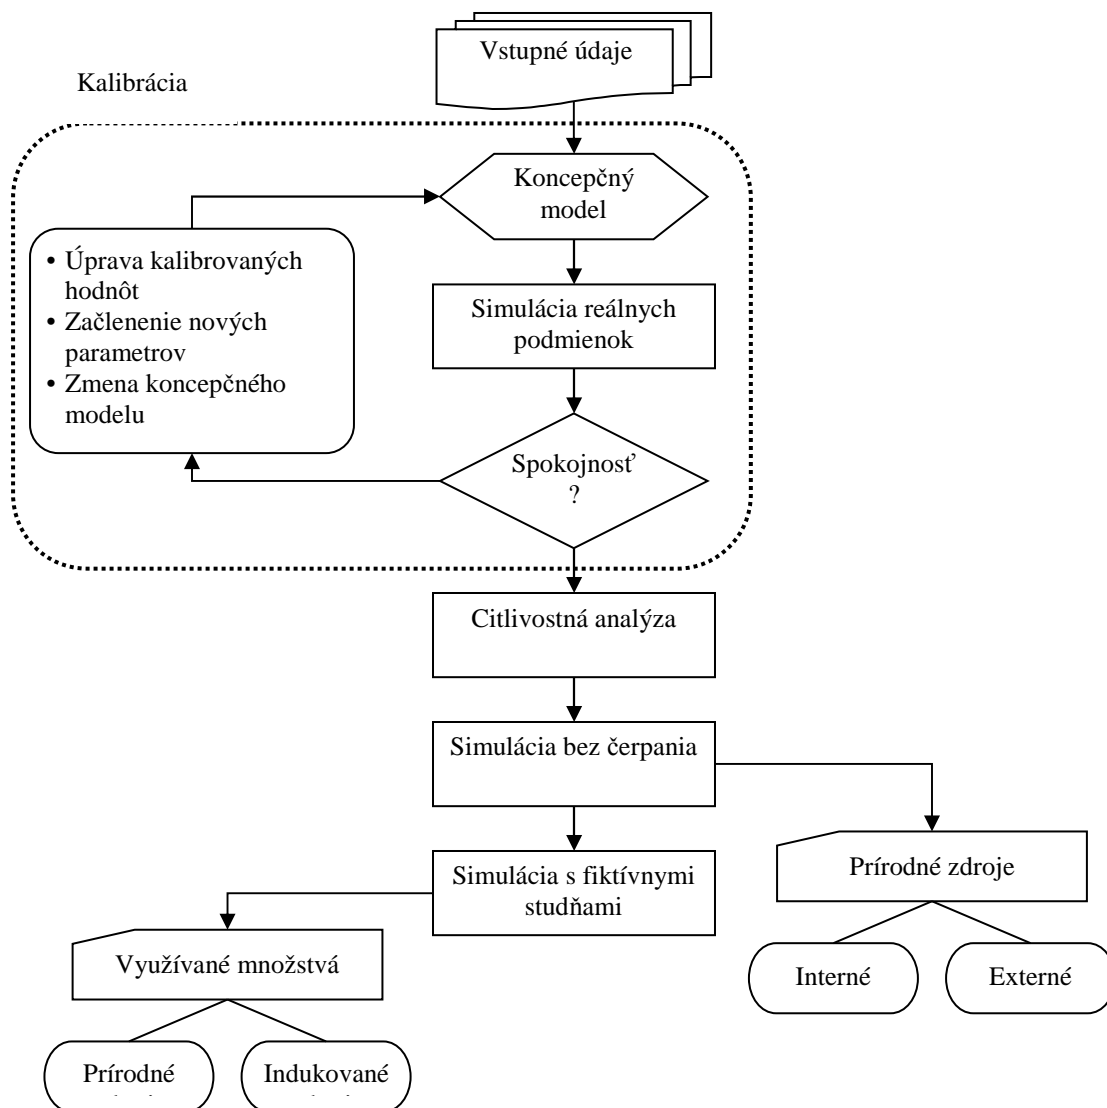 Vstupné údaje
Kalibrácia
Koncepčný
model
• Úprava kalibrovaných
hodnôt
• Začlenenie nových
parametrov
• Zmena koncepčného
modelu
Simulácia reálnych
podmienok
Spokojnosť
?
Citlivostná analýza
Simulácia bez čerpania
Simulácia s fiktívnymi
studňami
Prírodné zdroje
Využívané množstvá
Interné
Externé
Prírodné
Indukované